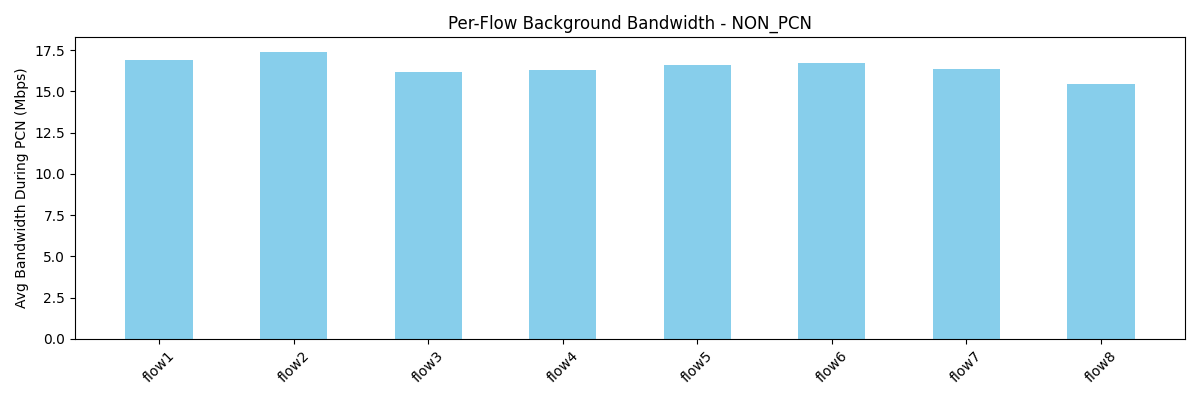 Per-Flow Background Bandwidth - NON_PCN
Avg Bandwidth During PCN (Mbps)
17.5
15.0
12.5
10.0
7.5
5.0
2.5
0.0
flow1
flow2
flow3
flow4
flow5
flow6
flow7
flow8